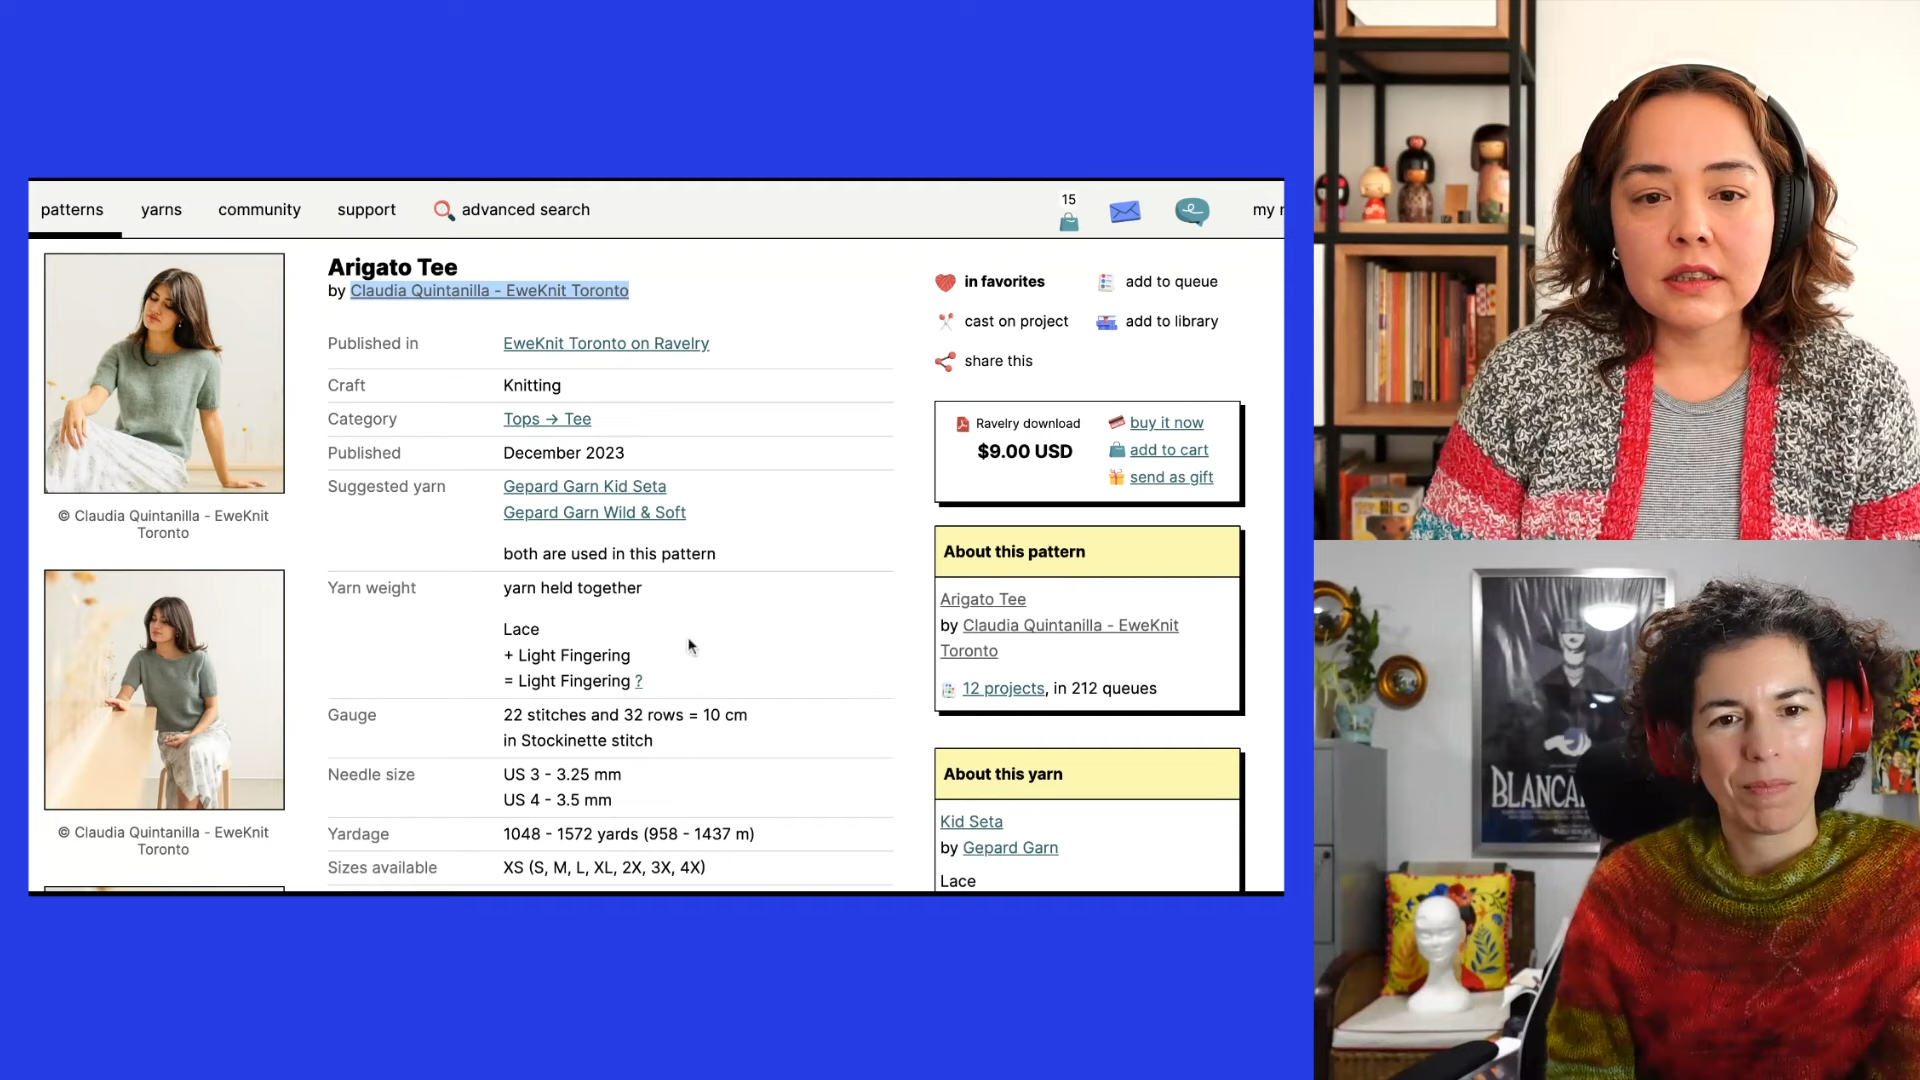 patterns
yarns
community
support
advanced search
15
Arigato Tee
by Claudia Quintanilla - EweKnit Toronto
© Claudia Quintanilla - EweKnit
Toronto
© Claudia Quintanilla - EweKnit
Toronto
Published in EweKnit Toronto on Ravelry
Craft Knitting
Category Tops → Tee
Published December 2023
Suggested yarn Gepard Garn Kid Seta
Gepard Garn Wild & Soft
both are used in this pattern
Yarn weight yarn held together
Lace
+ Light Fingering
= Light Fingering ?
Gauge 22 stitches and 32 rows = 10 cm
in Stockinette stitch
Needle size US 3 - 3.25 mm
US 4 - 3.5 mm
Yardage 1048 - 1572 yards (958 - 1437 m)
Sizes available XS (S, M, L, XL, 2X, 3X, 4X)
my
in favorites
add to queue
cast on project
add to library
share this
Ravelry download
$9.00 USD
buy it now
add to cart
send as gift
About this pattern
Arigato Tee
by Claudia Quintanilla - EweKnit
Toronto
12 projects, in 212 queues
About this yarn
Kid Seta
by Gepard Garn
Lace
BLANCA